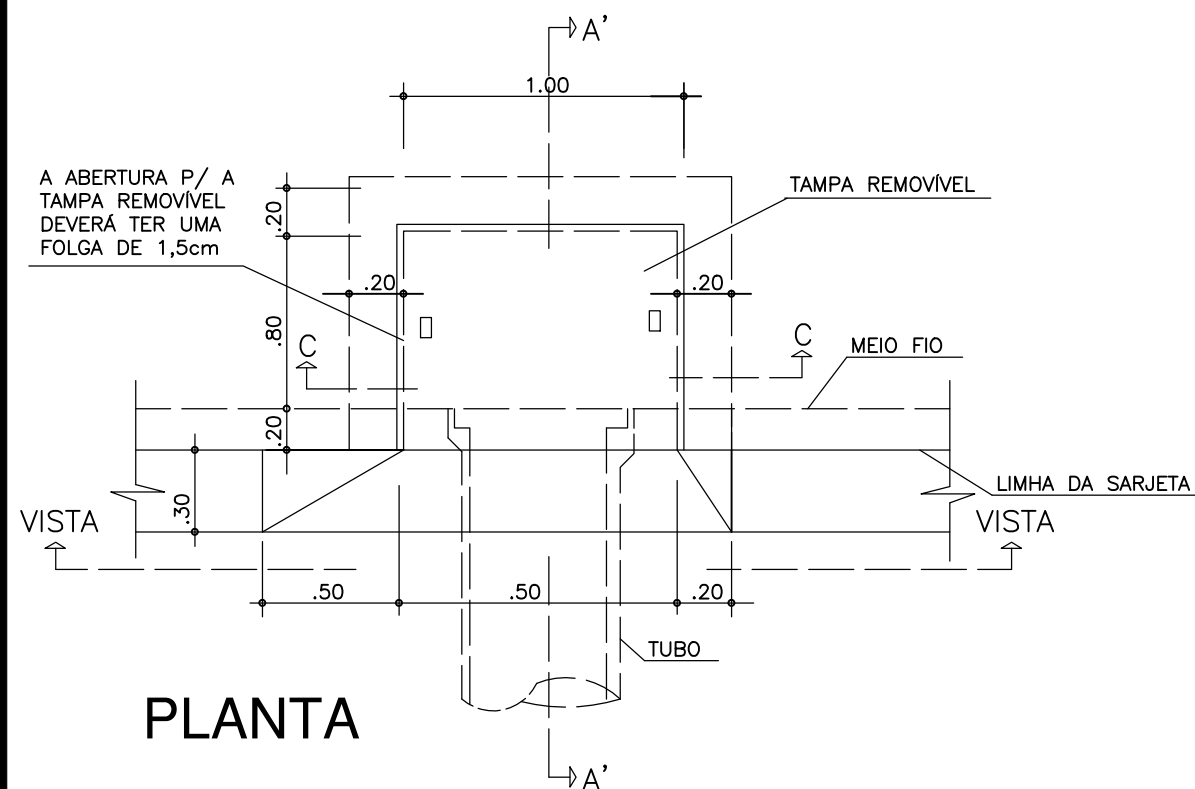 A'
1.00
A ABERTURA P/ A
TAMPA REMOVÍVEL
DEVERÁ TER UMA
FOLGA DE 1,5cm
TAMPA REMOVÍVEL
.20
.20
.20
.80
C
C
MEIO FIO
.20
LIMHA DA SARJETA
.30
VISTA
VISTA
.50
.50
.20
TUBO
PLANTA
A'